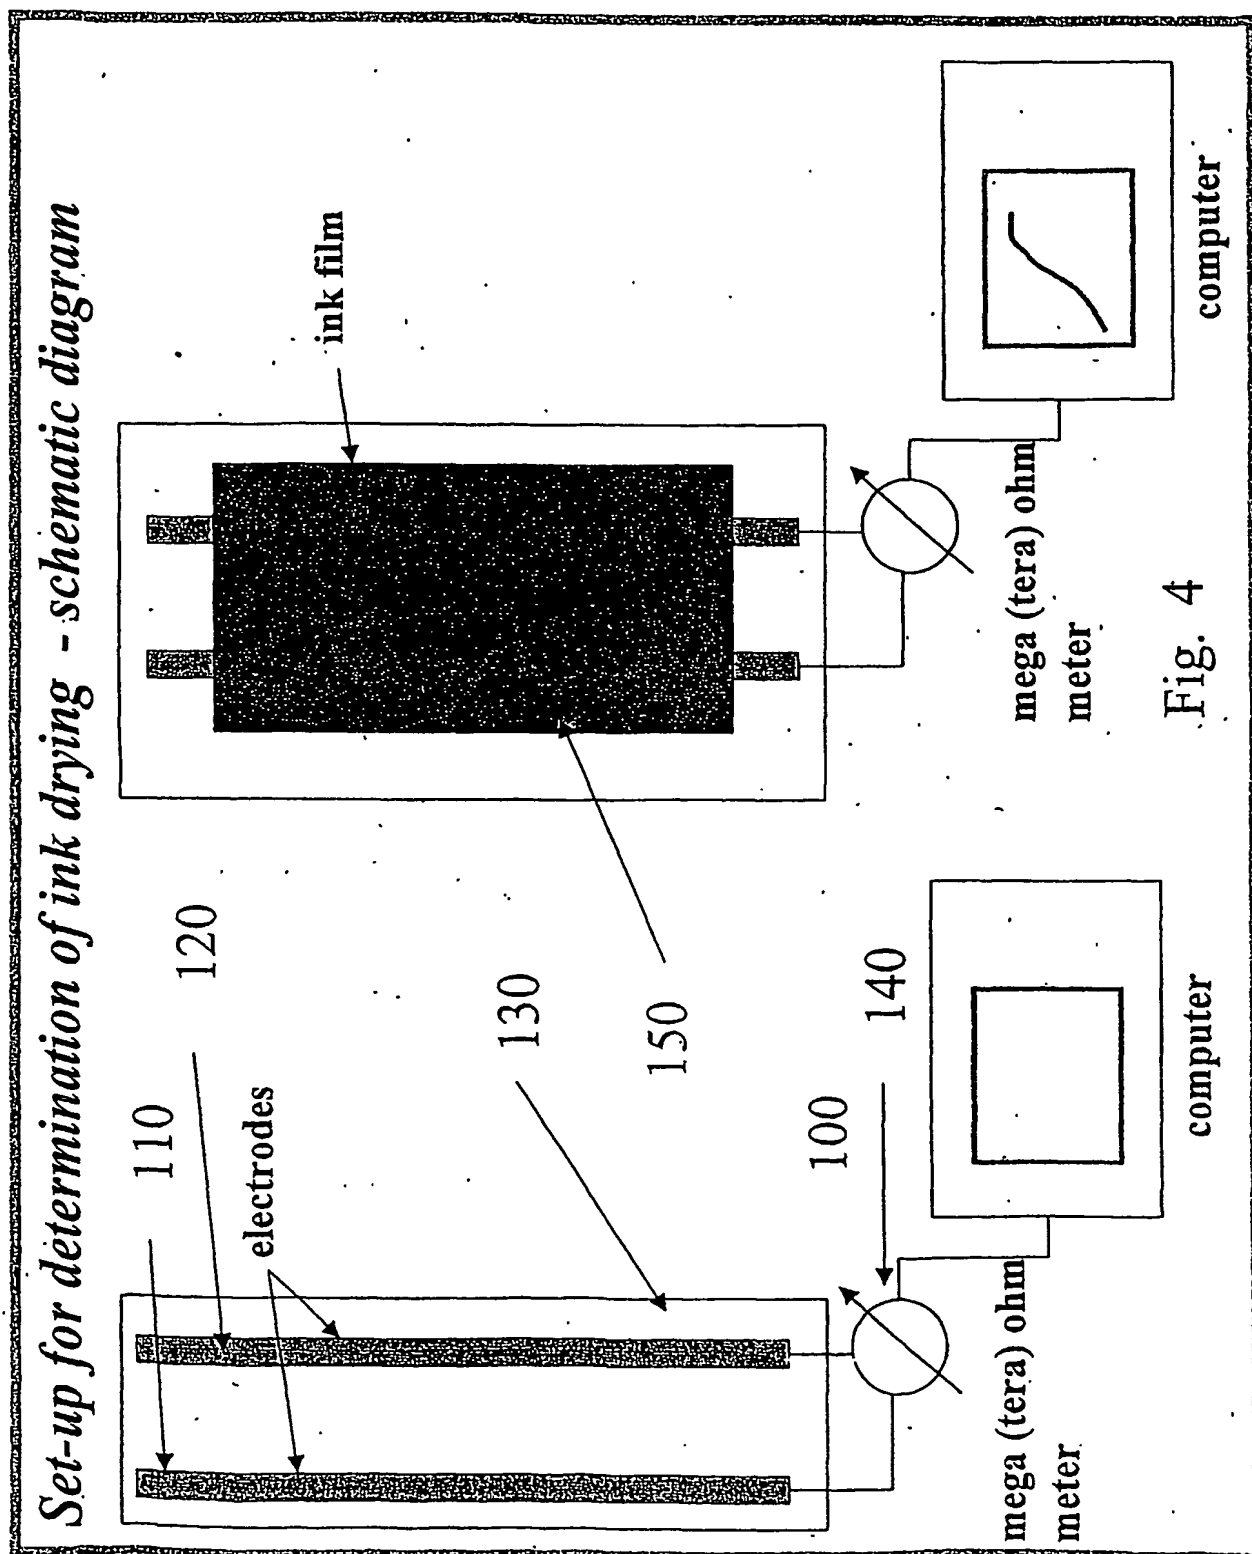 Set-up for determination of ink drying - schematic diagram
110
120
electrodes
130
150
ink film
100
140
mega (tera) ohm
meter
computer
mega (tera) ohm
meter
computer
Fig. 4